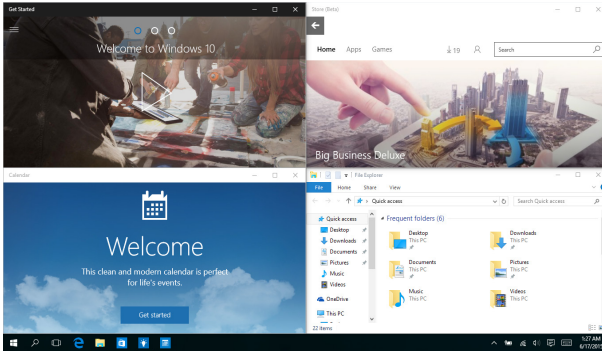 Get Started
Welcome to Windows 10
Store (Beta)
Home Apps Games
19
Search
Big Business Deluxe
Calendar
Welcome
This clean and modern calendar is perfect
for life's events.
Get started
File Explorer
File Home Share View
Quick access
Search Quick access
Quick access
Desktop
Downloads
Documents
Pictures
Music
Videos
OneDrive
This PC
Frequent folders (6)
Desktop
This PC
Downloads
This PC
Documents
This PC
Pictures
This PC
Music
This PC
Videos
This PC
22 items
1:27 AM
6/17/2015